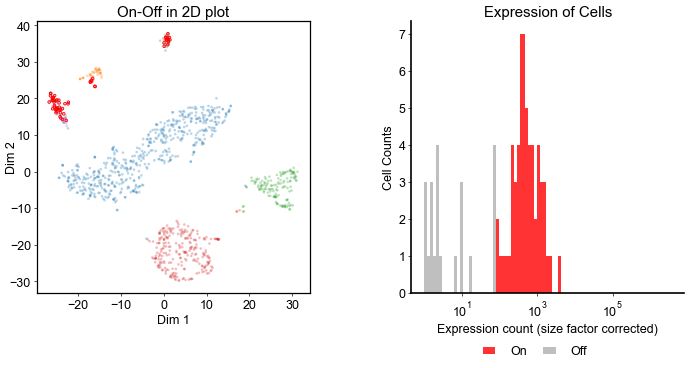 On-Off in 2D plot
40
30
20
10
0
−10
−20
−30
Dim 2
−20 −10 0 10 20 30
Dim 1
Expression of Cells
7
6
5
4
3
2
1
0
Cell Counts
10¹ 10³ 10⁵
Expression count (size factor corrected)
On Off